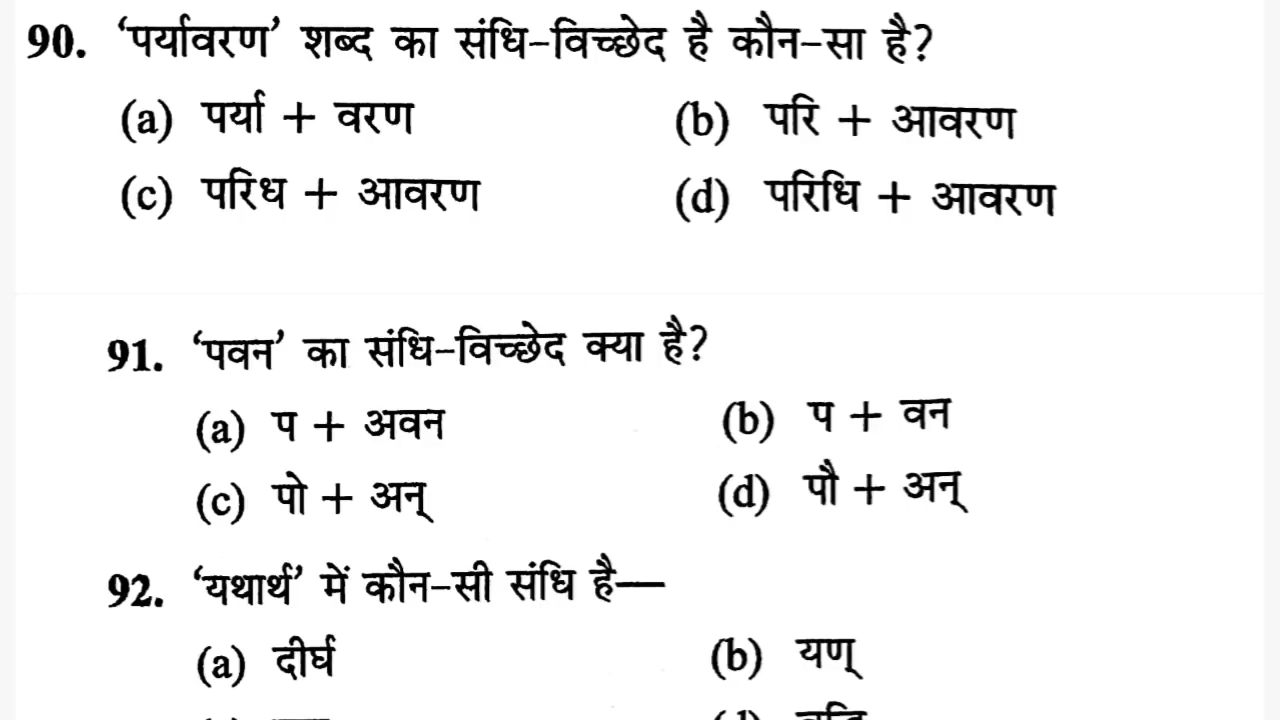 90. ‘पर्यावरण’ शब्द का संधि-विच्छेद है कौन-सा है?
(a) पर्या + वरण (b) परि + आवरण
(c) परिध + आवरण (d) परिधि + आवरण
91. ‘पवन’ का संधि-विच्छेद क्या है?
(a) प + अवन (b) प + वन
(c) पो + अन् (d) पौ + अन्
92. ‘यथार्थ’ में कौन-सी संधि है—
(a) दीर्घ (b) यण्